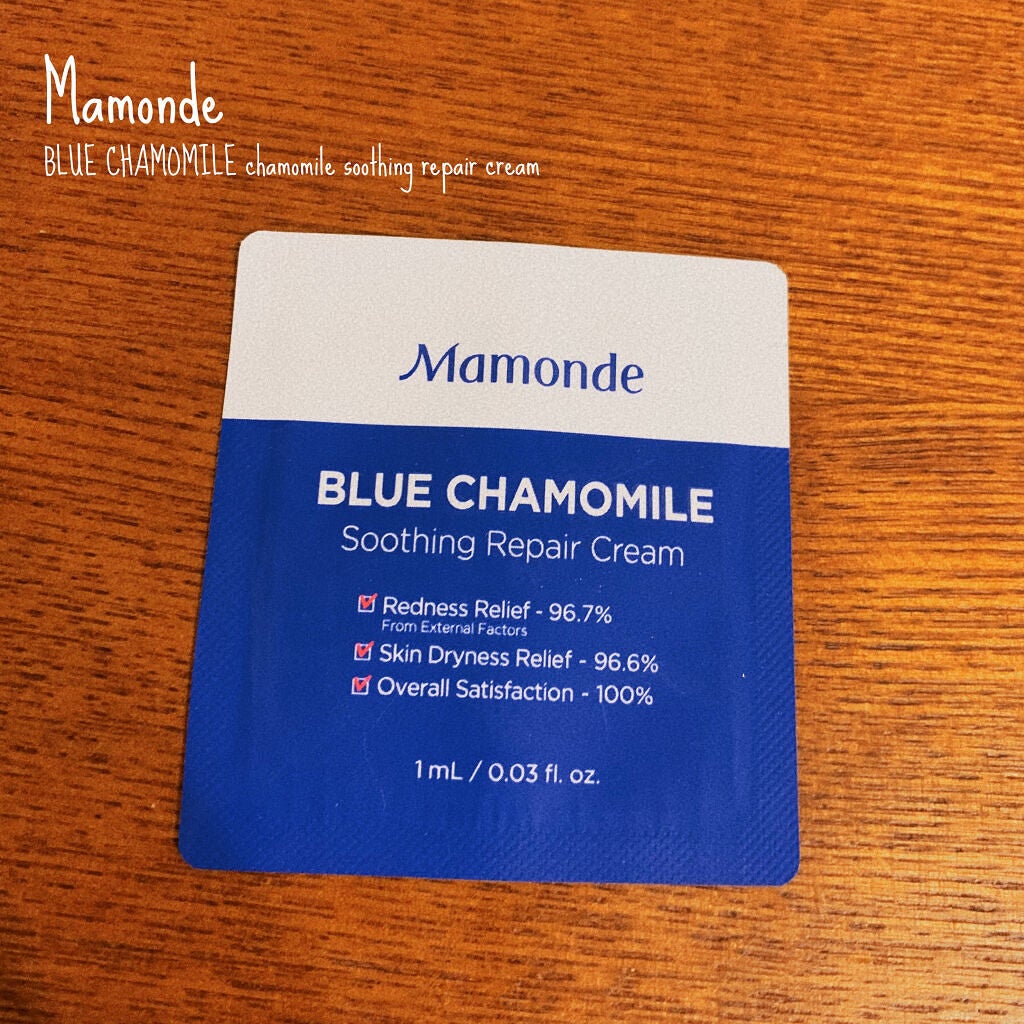 Mamonde
BLUE CHAMOMILE chamomile soothing repair cream
Mamonde
BLUE CHAMOMILE
Soothing Repair Cream
Redness Relief - 96.7%
From External Factors
Skin Dryness Relief - 96.6%
Overall Satisfaction - 100%
1 mL / 0.03 fl. oz.